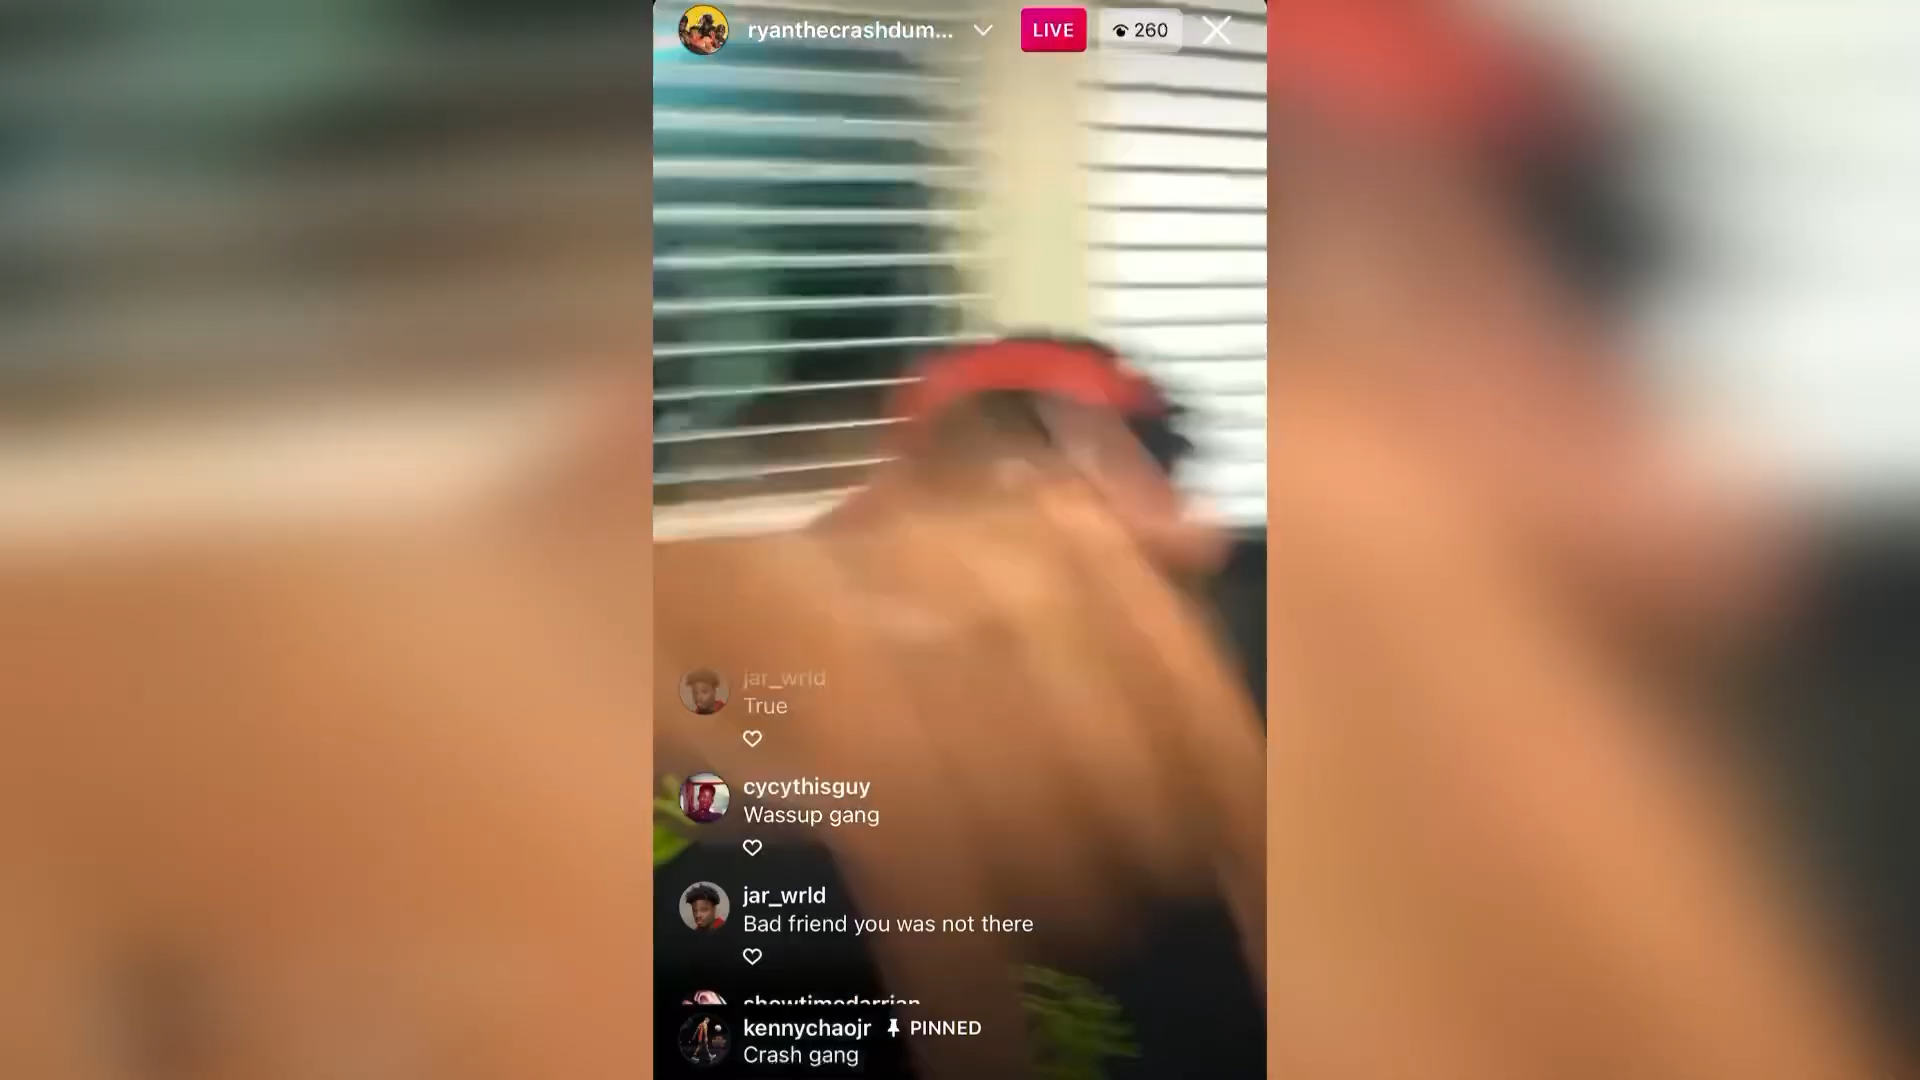 ryanthecrashdum...
LIVE
260
jar_wrld
True
cycythisguy
Wassup gang
jar_wrld
Bad friend you was not there
showtimedarrian
kennychaojr PINNED
Crash gang